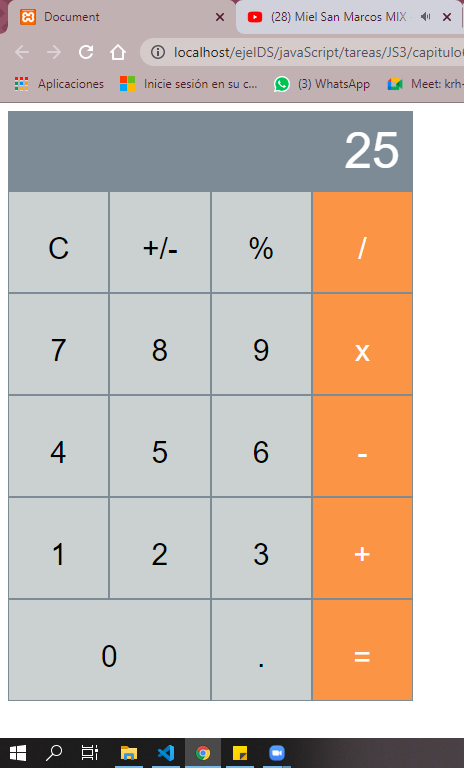 Document
(28) Miel San Marcos MIX
localhost/ejeIDS/javaScript/tareas/JS3/capitulo6
Aplicaciones
Inicie sesión en su c...
(3) WhatsApp
Meet: krh-
25
C +/- % /
7 8 9 x
4 5 6 -
1 2 3 +
0 . =